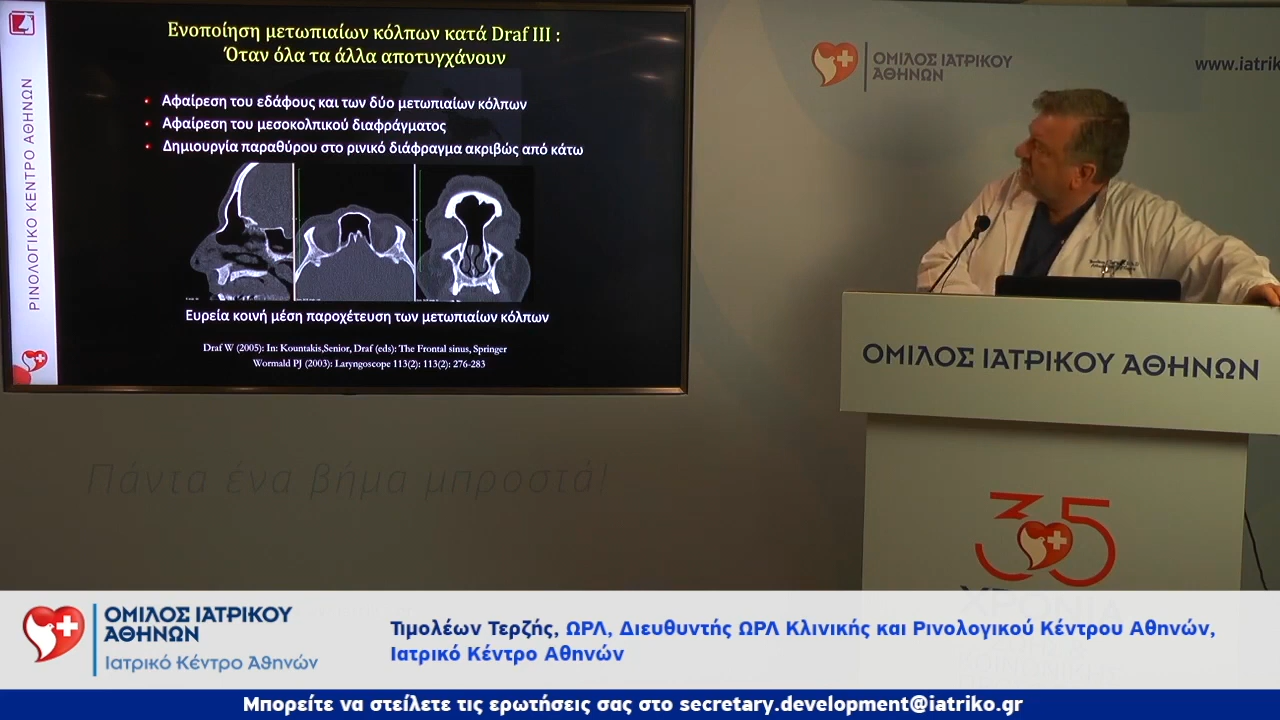 Ενοποίηση μετωπιαίων κόλπων κατά Draf III :
Όταν όλα τα άλλα αποτυγχάνουν
• Αφαίρεση του εδάφους και των δύο μετωπιαίων κόλπων
• Αφαίρεση του μεσοκολπικού διαφράγματος
• Δημιουργία παραθύρου στο ρινικό διάφραγμα ακριβώς από κάτω
Ευρεία κοινή μέση παροχέτευση των μετωπιαίων κόλπων
Draf W (2005): In: Kountakis,Senior, Draf (eds): The Frontal sinus, Springer
Wormald PJ (2003): Laryngoscope 113(2): 113(2): 276-283
ΡΙΝΟΛΟΓΙΚΟ ΚΕΝΤΡΟ ΑΘΗΝΩΝ
ΟΜΙΛΟΣ ΙΑΤΡΙΚΟΥ
ΑΘΗΝΩΝ
www.iatrik
ΟΜΙΛΟΣ ΙΑΤΡΙΚΟΥ ΑΘΗΝΩΝ
Πάντα ένα βήμα μπροστά!
35
ΧΡΟΝΙΑ
ΟΜΙΛΟΣ ΙΑΤΡΙΚΟΥ
ΑΘΗΝΩΝ
Ιατρικό Κέντρο Αθηνών
Τιμολέων Τερζής, ΩΡΛ, Διευθυντής ΩΡΛ Κλινικής και Ρινολογικού Κέντρου Αθηνών,
Ιατρικό Κέντρο Αθηνών
Μπορείτε να στείλετε τις ερωτήσεις σας στο secretary.development@iatriko.gr